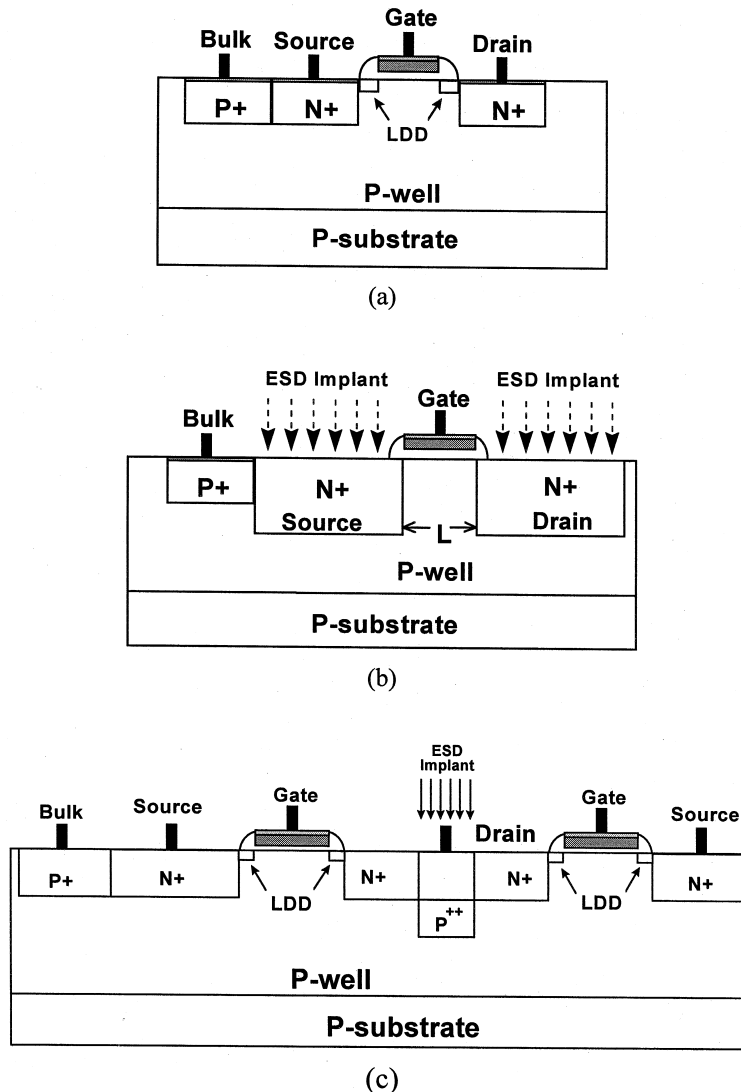 Gate
Bulk Source Drain
P+ N+ N+
LDD
P-well
P-substrate
(a)
ESD Implant ESD Implant
Gate
Bulk
P+ N+ N+
Source L Drain
P-well
P-substrate
(b)
ESD
Implant
Gate Drain Gate
Bulk Source Source
P+ N+ N+ N+ N+
LDD P++ LDD
P-well
P-substrate
(c)